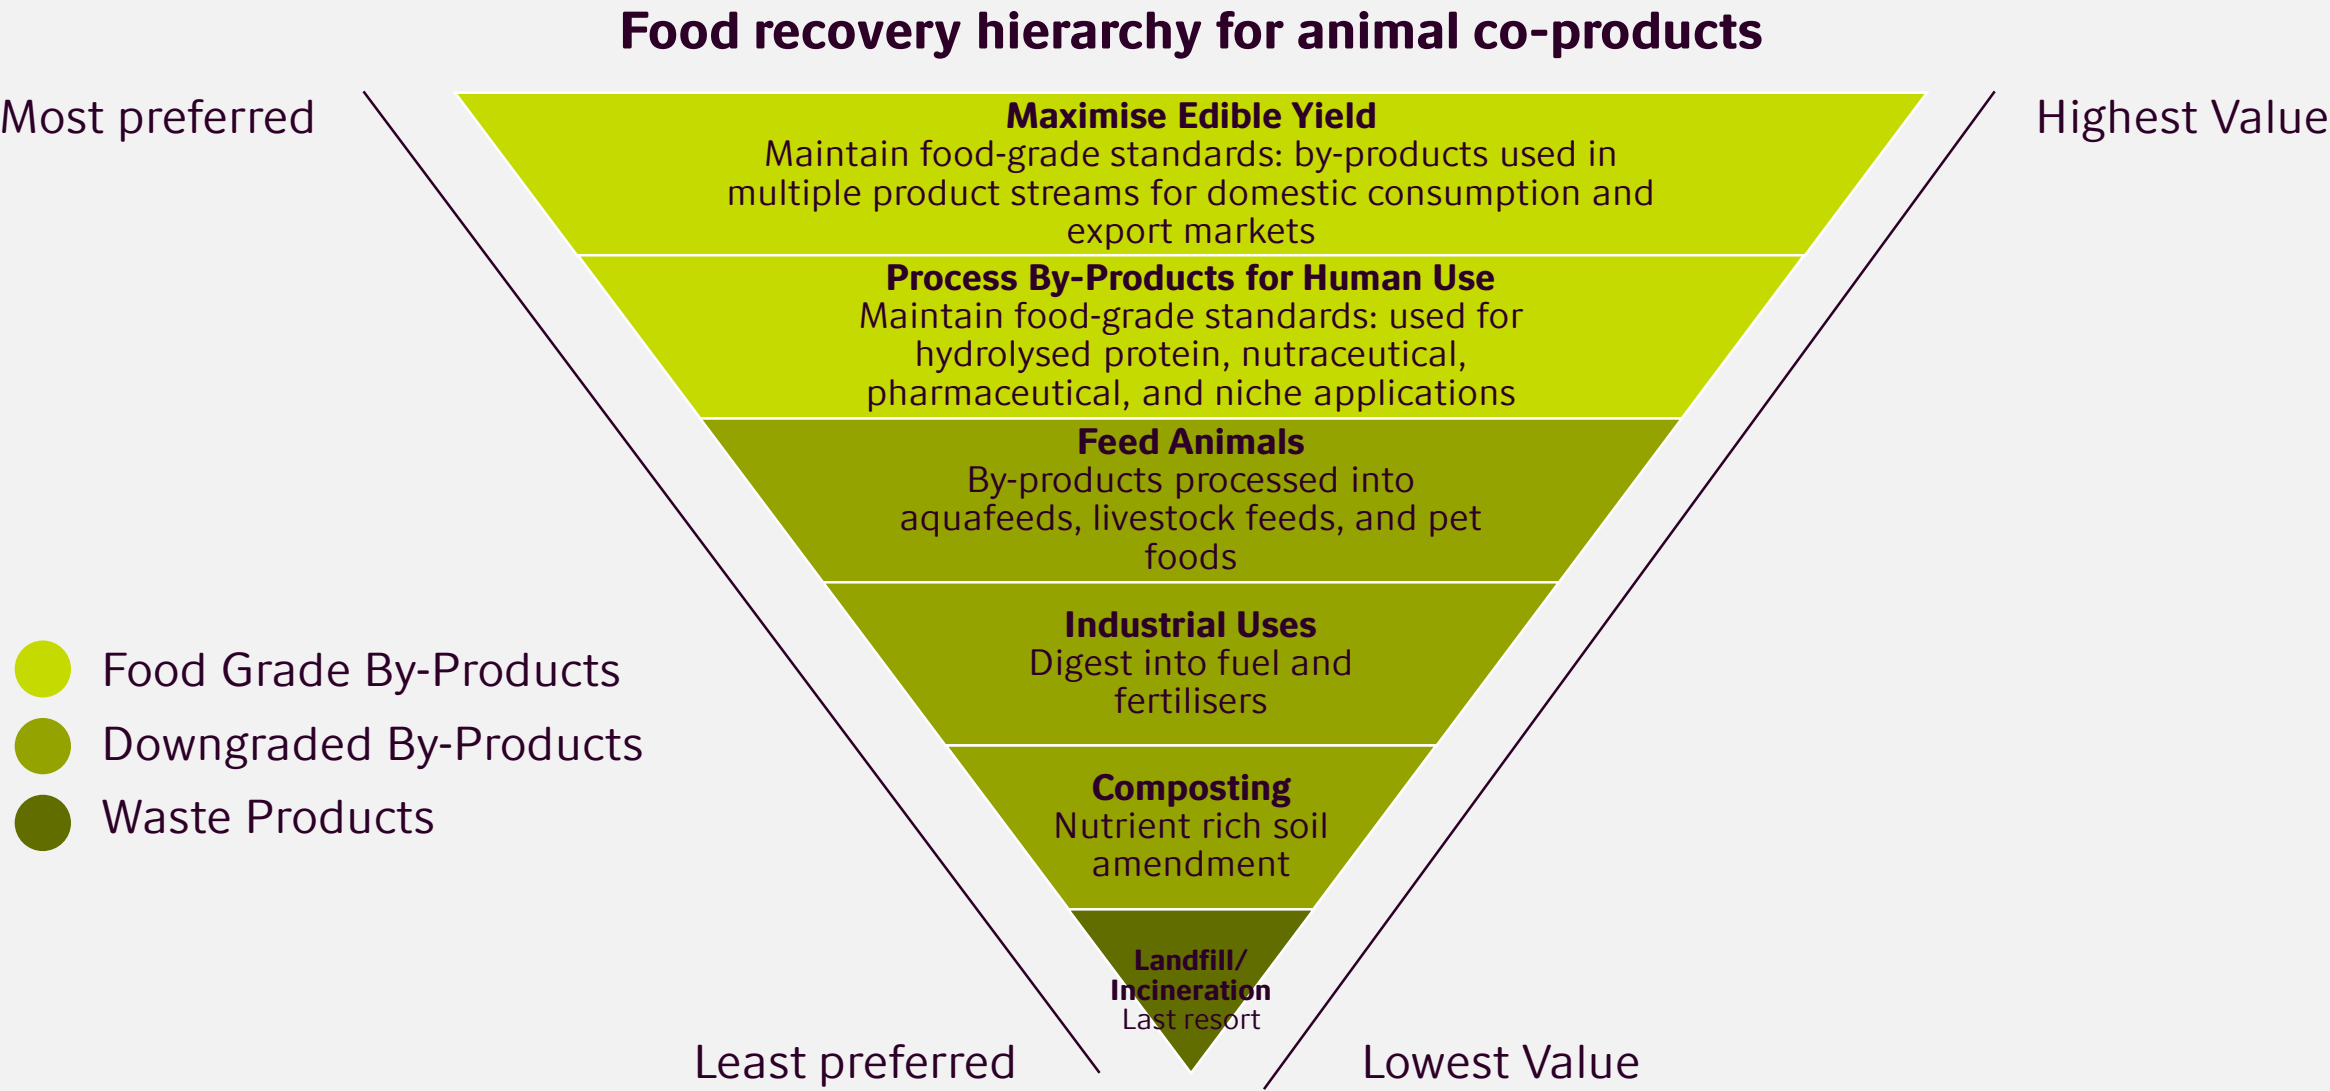 Food recovery hierarchy for animal co-products
Most preferred
Highest Value
Maximise Edible Yield
Maintain food-grade standards: by-products used in
multiple product streams for domestic consumption and
export markets
Process By-Products for Human Use
Maintain food-grade standards: used for
hydrolysed protein, nutraceutical,
pharmaceutical, and niche applications
Feed Animals
By-products processed into
aquafeeds, livestock feeds, and pet
foods
Industrial Uses
Digest into fuel and
fertilisers
Food Grade By-Products
Downgraded By-Products
Waste Products
Composting
Nutrient rich soil
amendment
Landfill/
Incineration
Last resort
Least preferred
Lowest Value